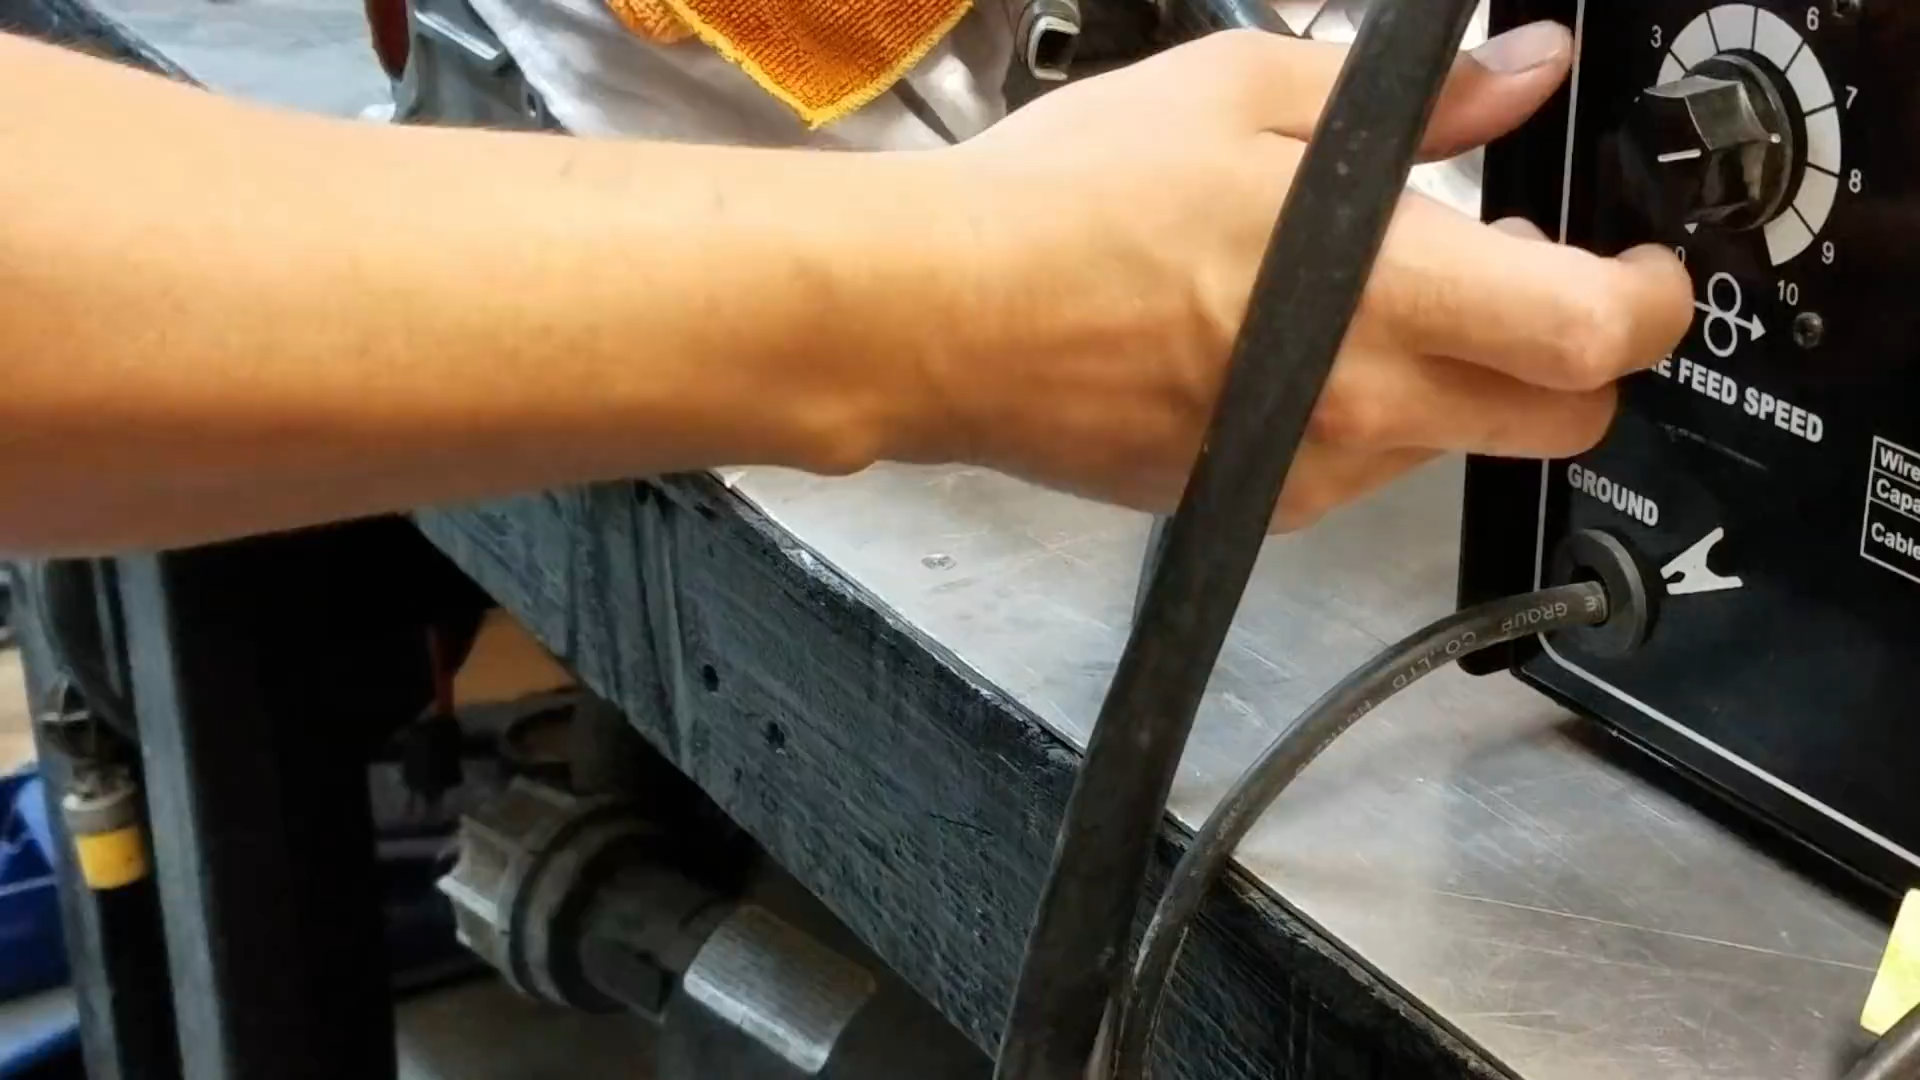 3
6
7
8
9
10
FEED SPEED
GROUND
Wire
Capa
Cable
GROUP CO LTD